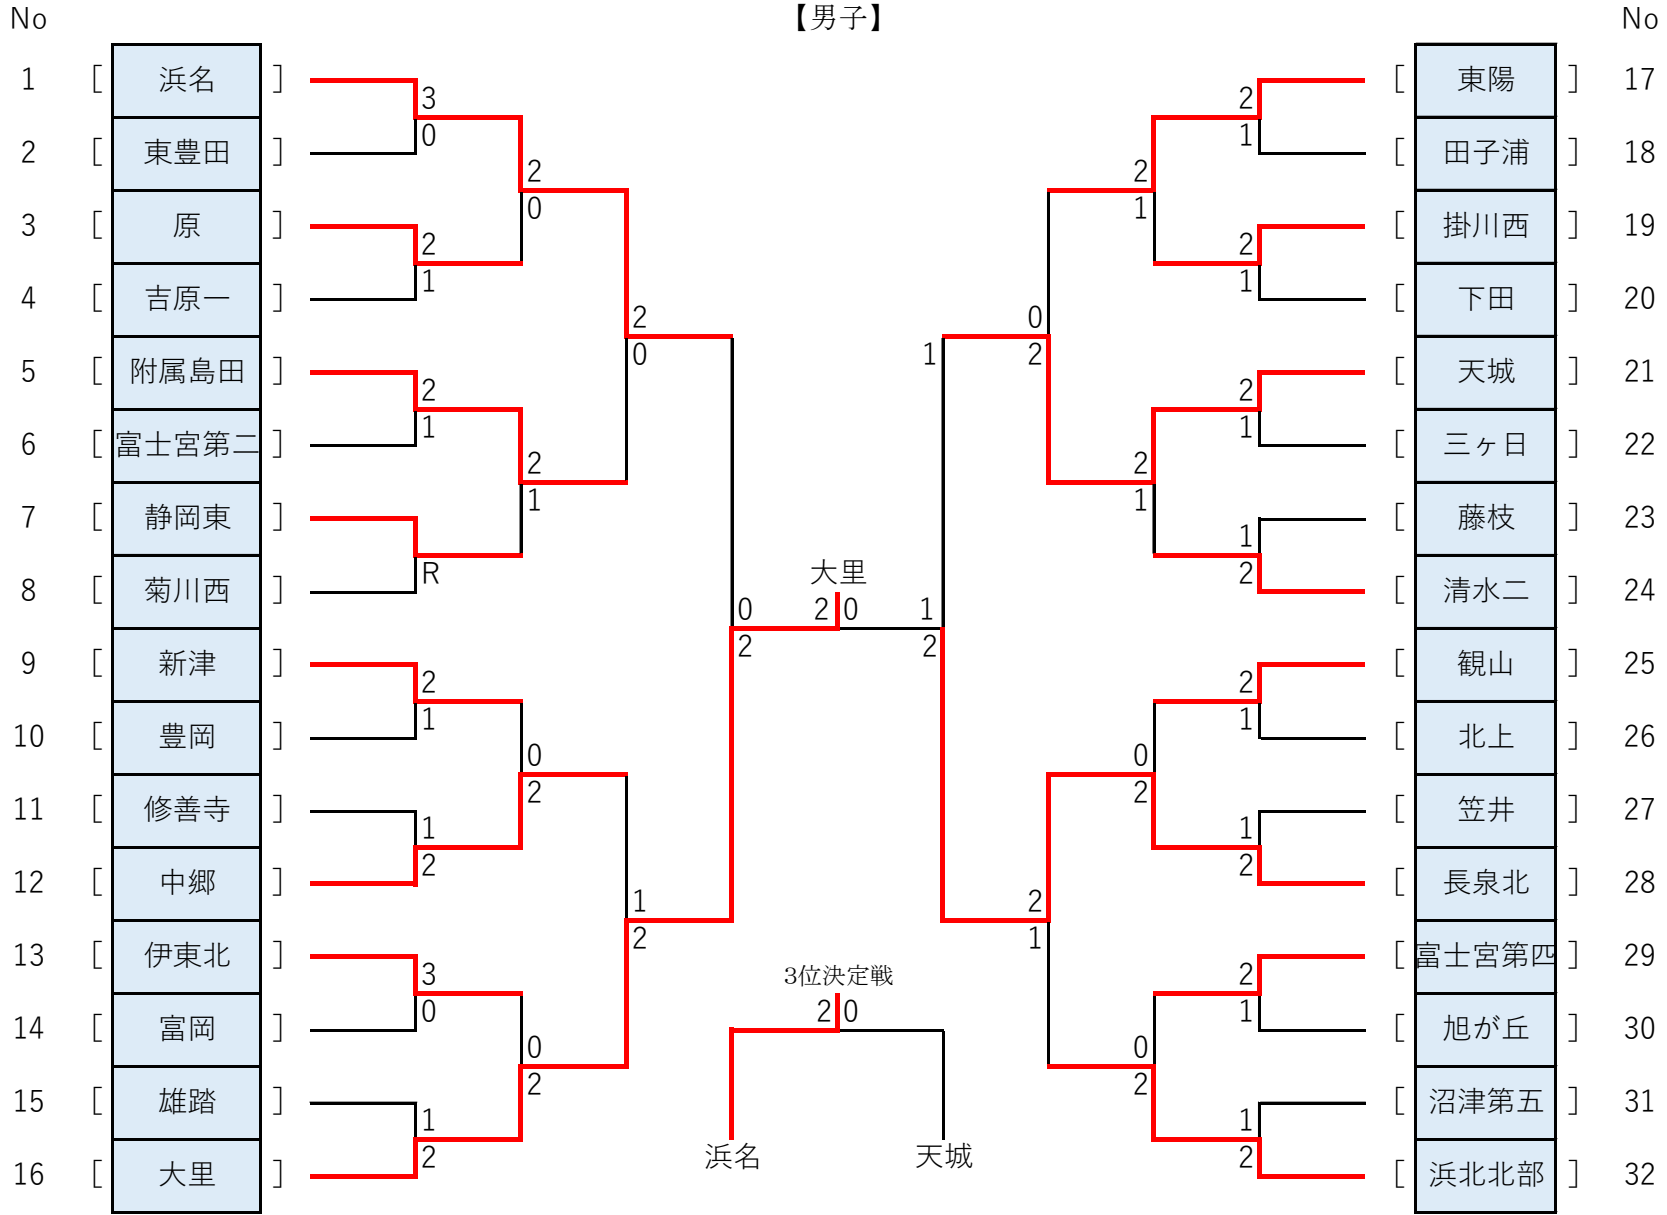 No 【男子】 No
1 [ 浜名 ] 3 2 [ 東陽 ] 17
0 1
2 [ 東豊田 ] 2 2 [ 田子浦 ] 18
0 1
3 [ 原 ] 2 2 [ 掛川西 ] 19
1 1
4 [ 吉原一 ] 2 0 [ 下田 ] 20
0 1 2
5 [ 附属島田 ] 2 2 [ 天城 ] 21
1 1
6 [ 富士宮第二 ] 2 2 [ 三ヶ日 ] 22
1 1
7 [ 静岡東 ] 1 [ 藤枝 ] 23
R 大里 2
8 [ 菊川西 ] 0 2 0 1 [ 清水二 ] 24
2 2
9 [ 新津 ] 2 2 [ 観山 ] 25
1 1
10 [ 豊岡 ] 0 0 [ 北上 ] 26
2 2
11 [ 修善寺 ] 1 1 [ 笠井 ] 27
2 2
12 [ 中郷 ] 1 2 [ 長泉北 ] 28
2 1
13 [ 伊東北 ] 3 3位決定戦 2 [ 富士宮第四 ] 29
0 2 0 1
14 [ 富岡 ] 0 0 [ 旭が丘 ] 30
2 2
15 [ 雄踏 ] 1 1 [ 沼津第五 ] 31
2 浜名 天城 2
16 [ 大里 ] [ 浜北北部 ] 32